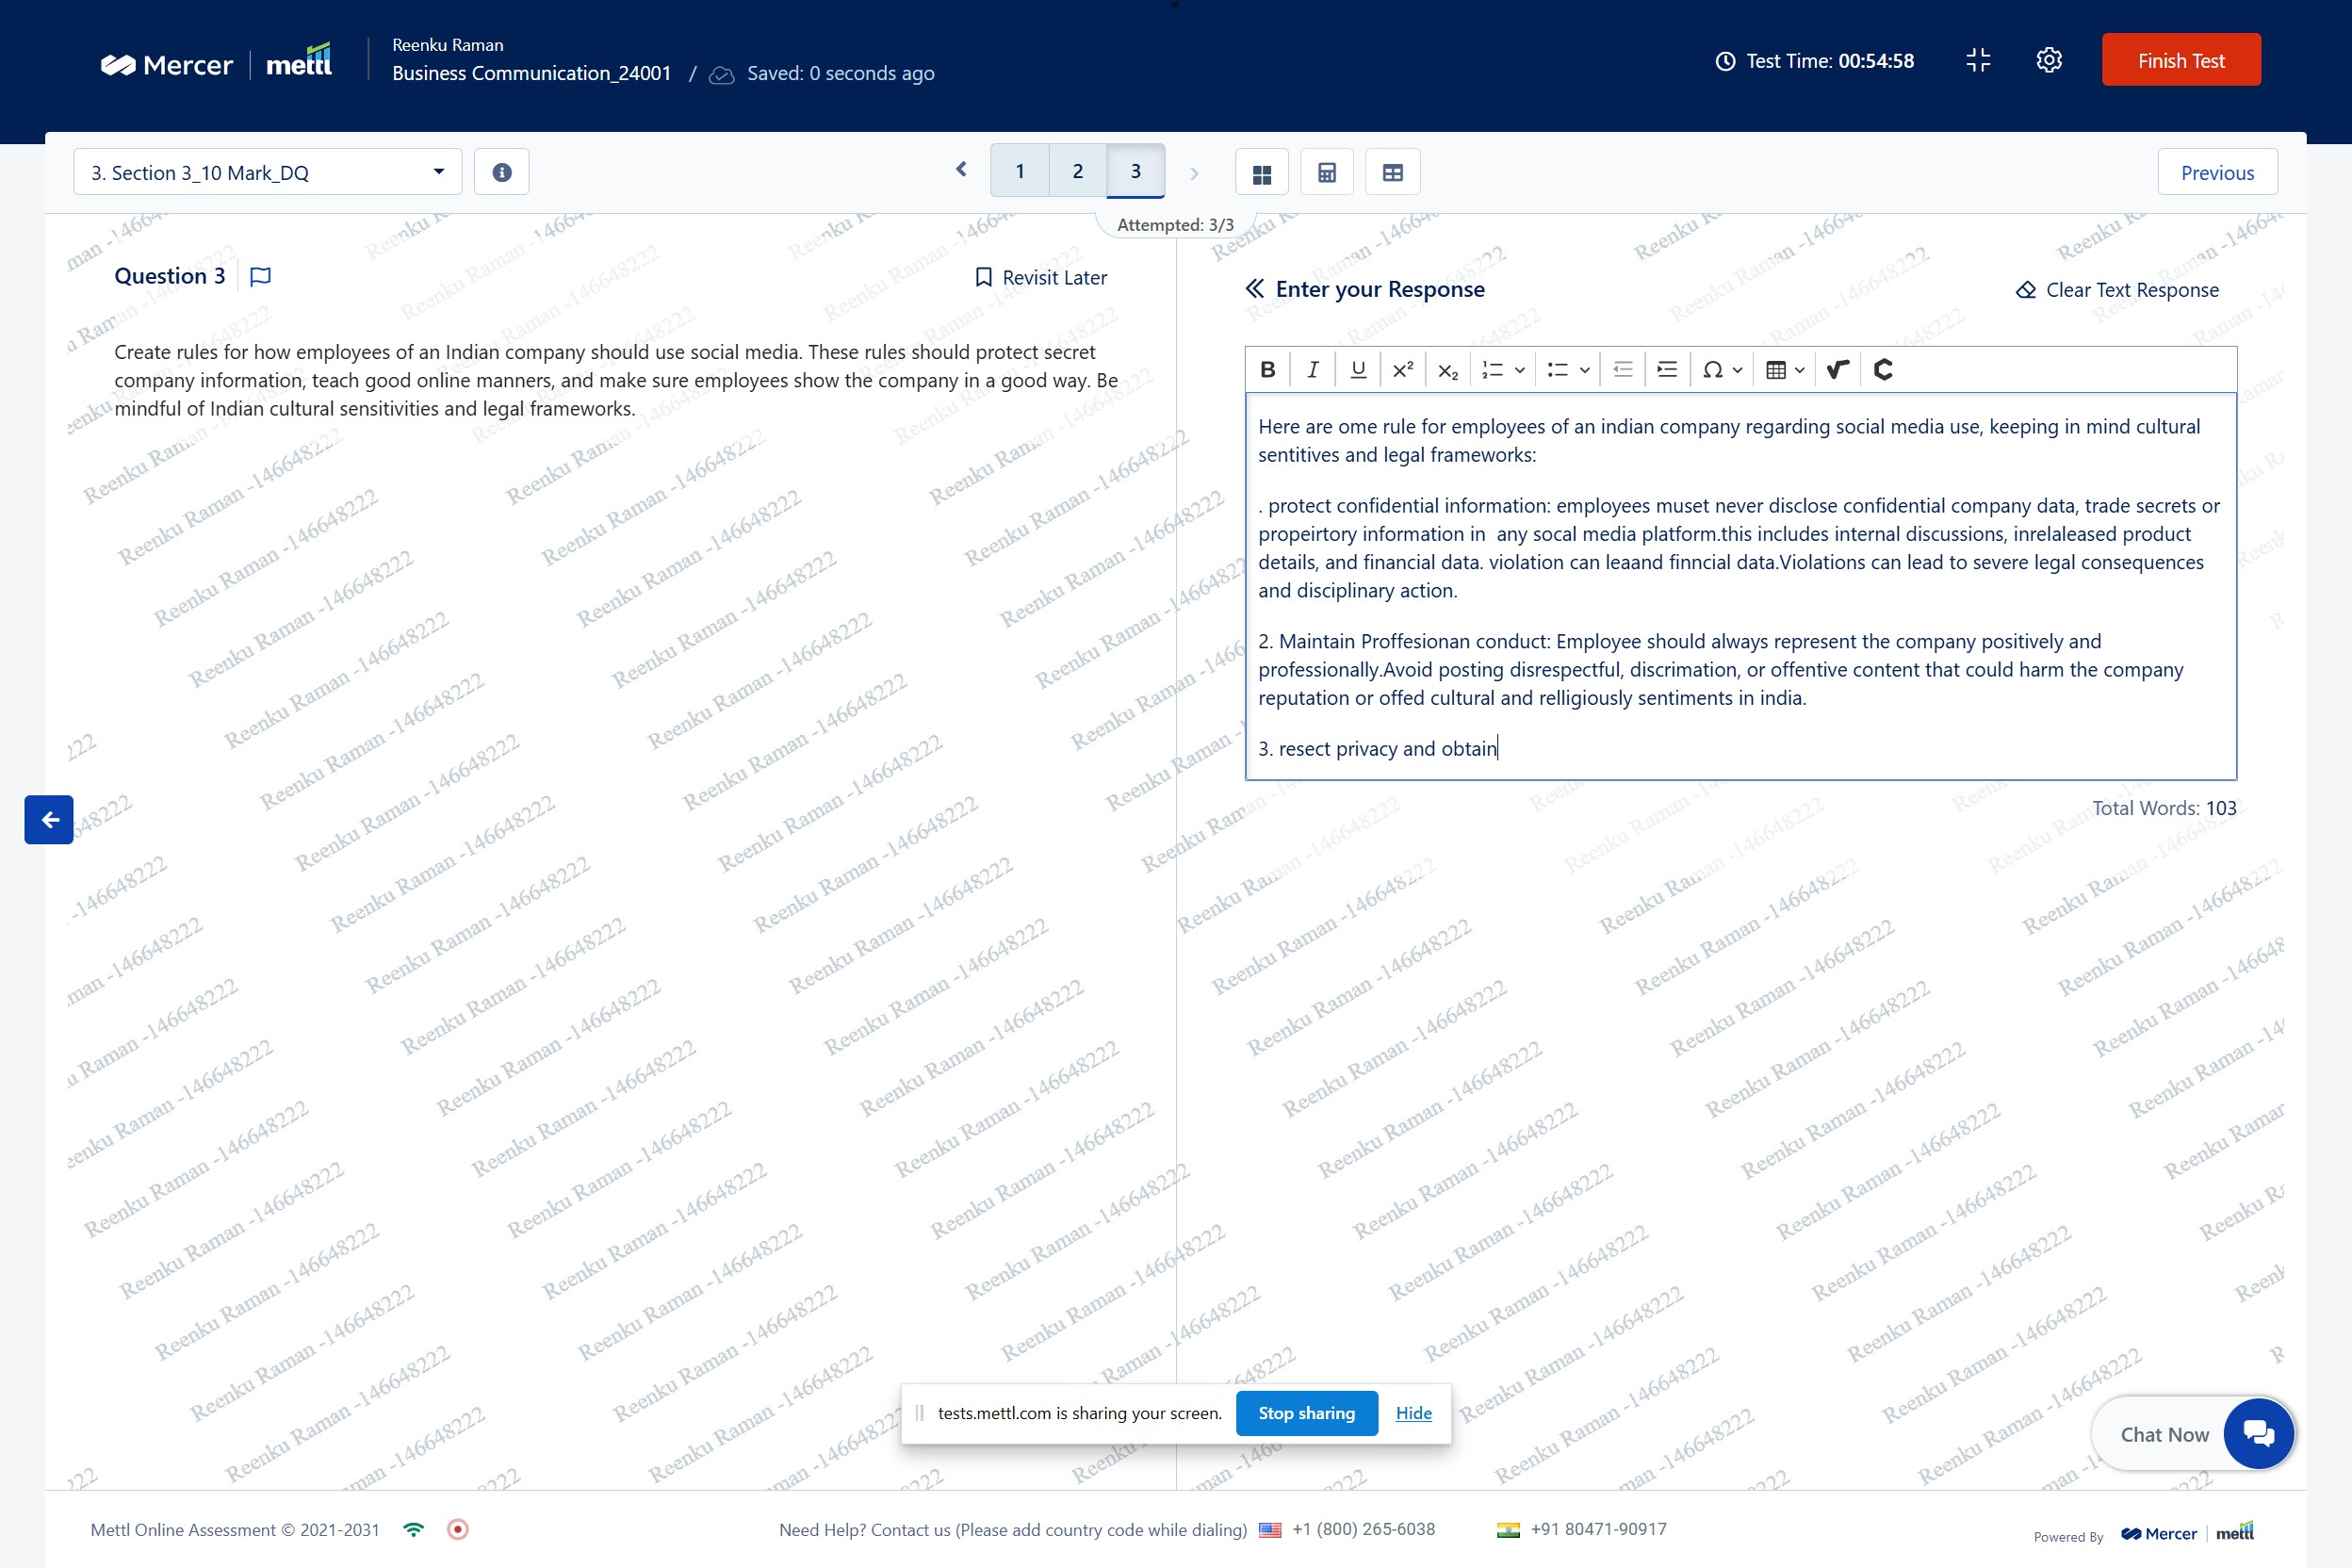 Mercer | mettl
Reenku Raman
Business Communication_24001 / Saved: 0 seconds ago
Test Time: 00:54:58
Finish Test
3. Section 3_10 Mark_DQ
1 2 3
Previous
Attempted: 3/3
Question 3
Revisit Later
Create rules for how employees of an Indian company should use social media. These rules should protect secret
company information, teach good online manners, and make sure employees show the company in a good way. Be
mindful of Indian cultural sensitivities and legal frameworks.
Enter your Response
Clear Text Response
Here are ome rule for employees of an indian company regarding social media use, keeping in mind cultural
sentitives and legal frameworks:
. protect confidential information: employees muset never disclose confidential company data, trade secrets or
propeirtory information in  any socal media platform.this includes internal discussions, inrelaleased product
details, and financial data. violation can leaand finncial data.Violations can lead to severe legal consequences
and disciplinary action.
2. Maintain Proffesionan conduct: Employee should always represent the company positively and
professionally.Avoid posting disrespectful, discrimation, or offentive content that could harm the company
reputation or offed cultural and relligiously sentiments in india.
3. resect privacy and obtain
Total Words: 103
Reenku Raman -146648222
tests.mettl.com is sharing your screen.
Stop sharing
Hide
Chat Now
Mettl Online Assessment © 2021-2031
Need Help? Contact us (Please add country code while dialing) +1 (800) 265-6038 +91 80471-90917
Powered By Mercer | mettl